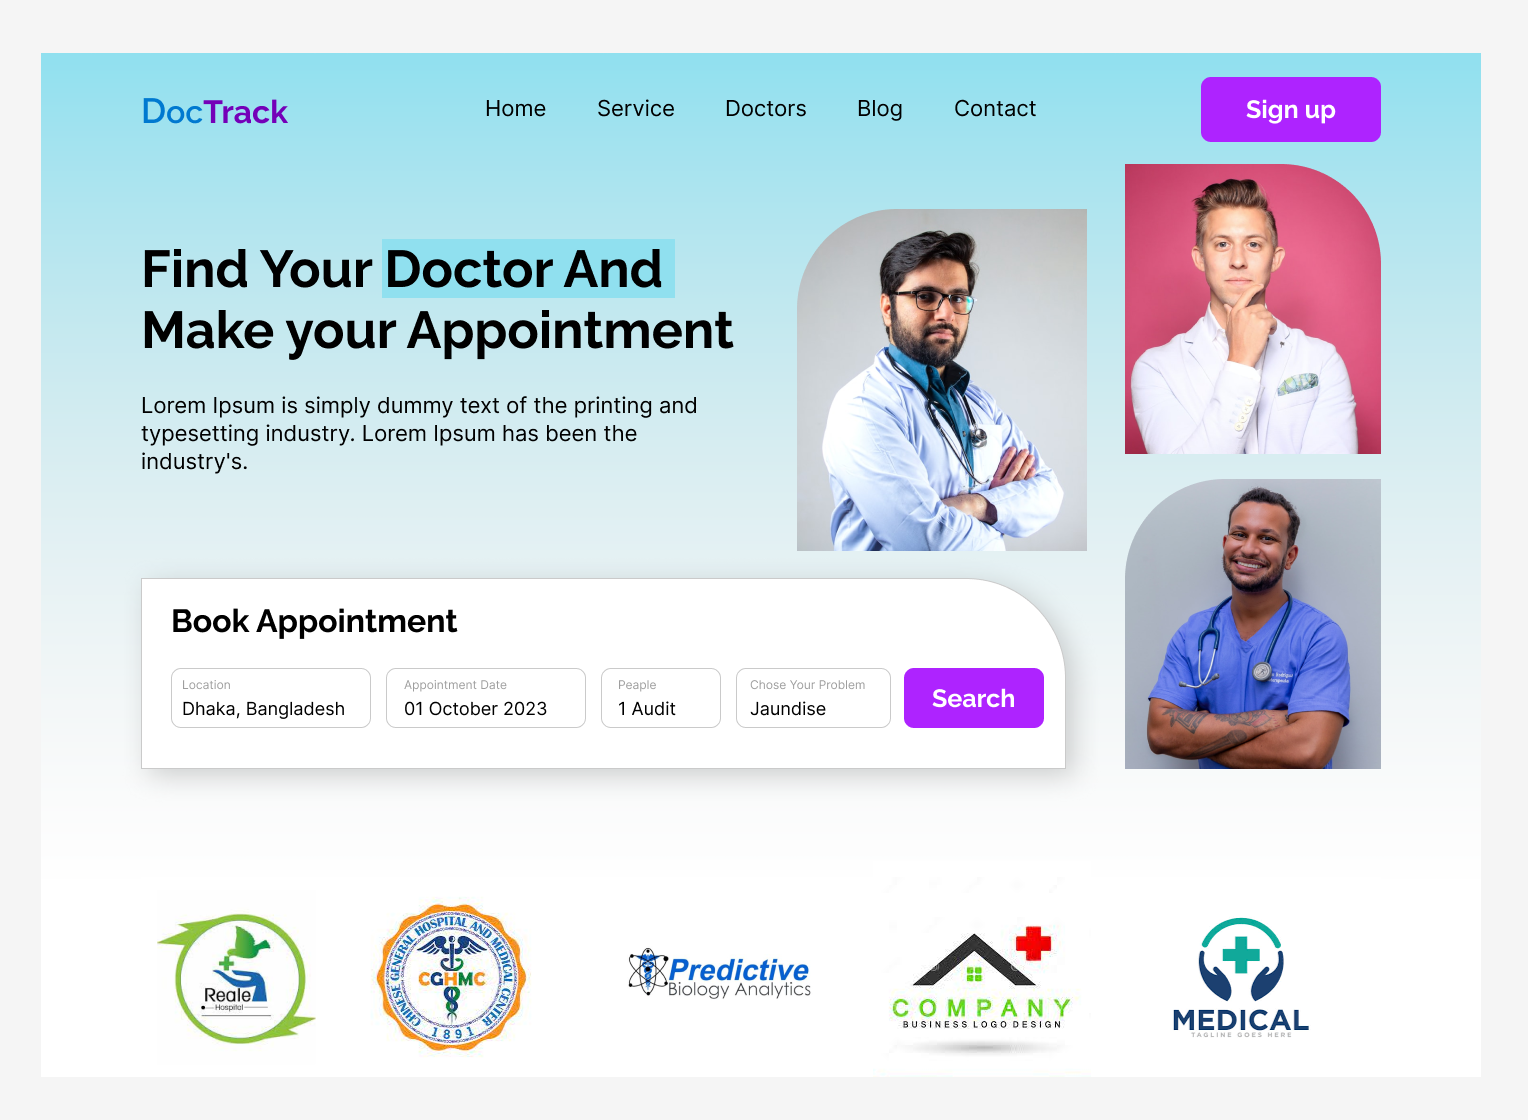 DocTrack
Home
Service
Doctors
Blog
Contact
Sign up
Find Your Doctor And
Make your Appointment
Lorem Ipsum is simply dummy text of the printing and
typesetting industry. Lorem Ipsum has been the
industry's.
Book Appointment
Location
Dhaka, Bangladesh
Appointment Date
01 October 2023
Peaple
1 Audit
Chose Your Problem
Jaundise
Search
Reale
Hospital
CHINESE GENERAL HOSPITAL AND MEDICAL CENTER
CGHMC
1891
Predictive
Biology Analytics
COMPANY
BUSINESS LOGO DESIGN
MEDICAL
TAGLINE GOES HERE